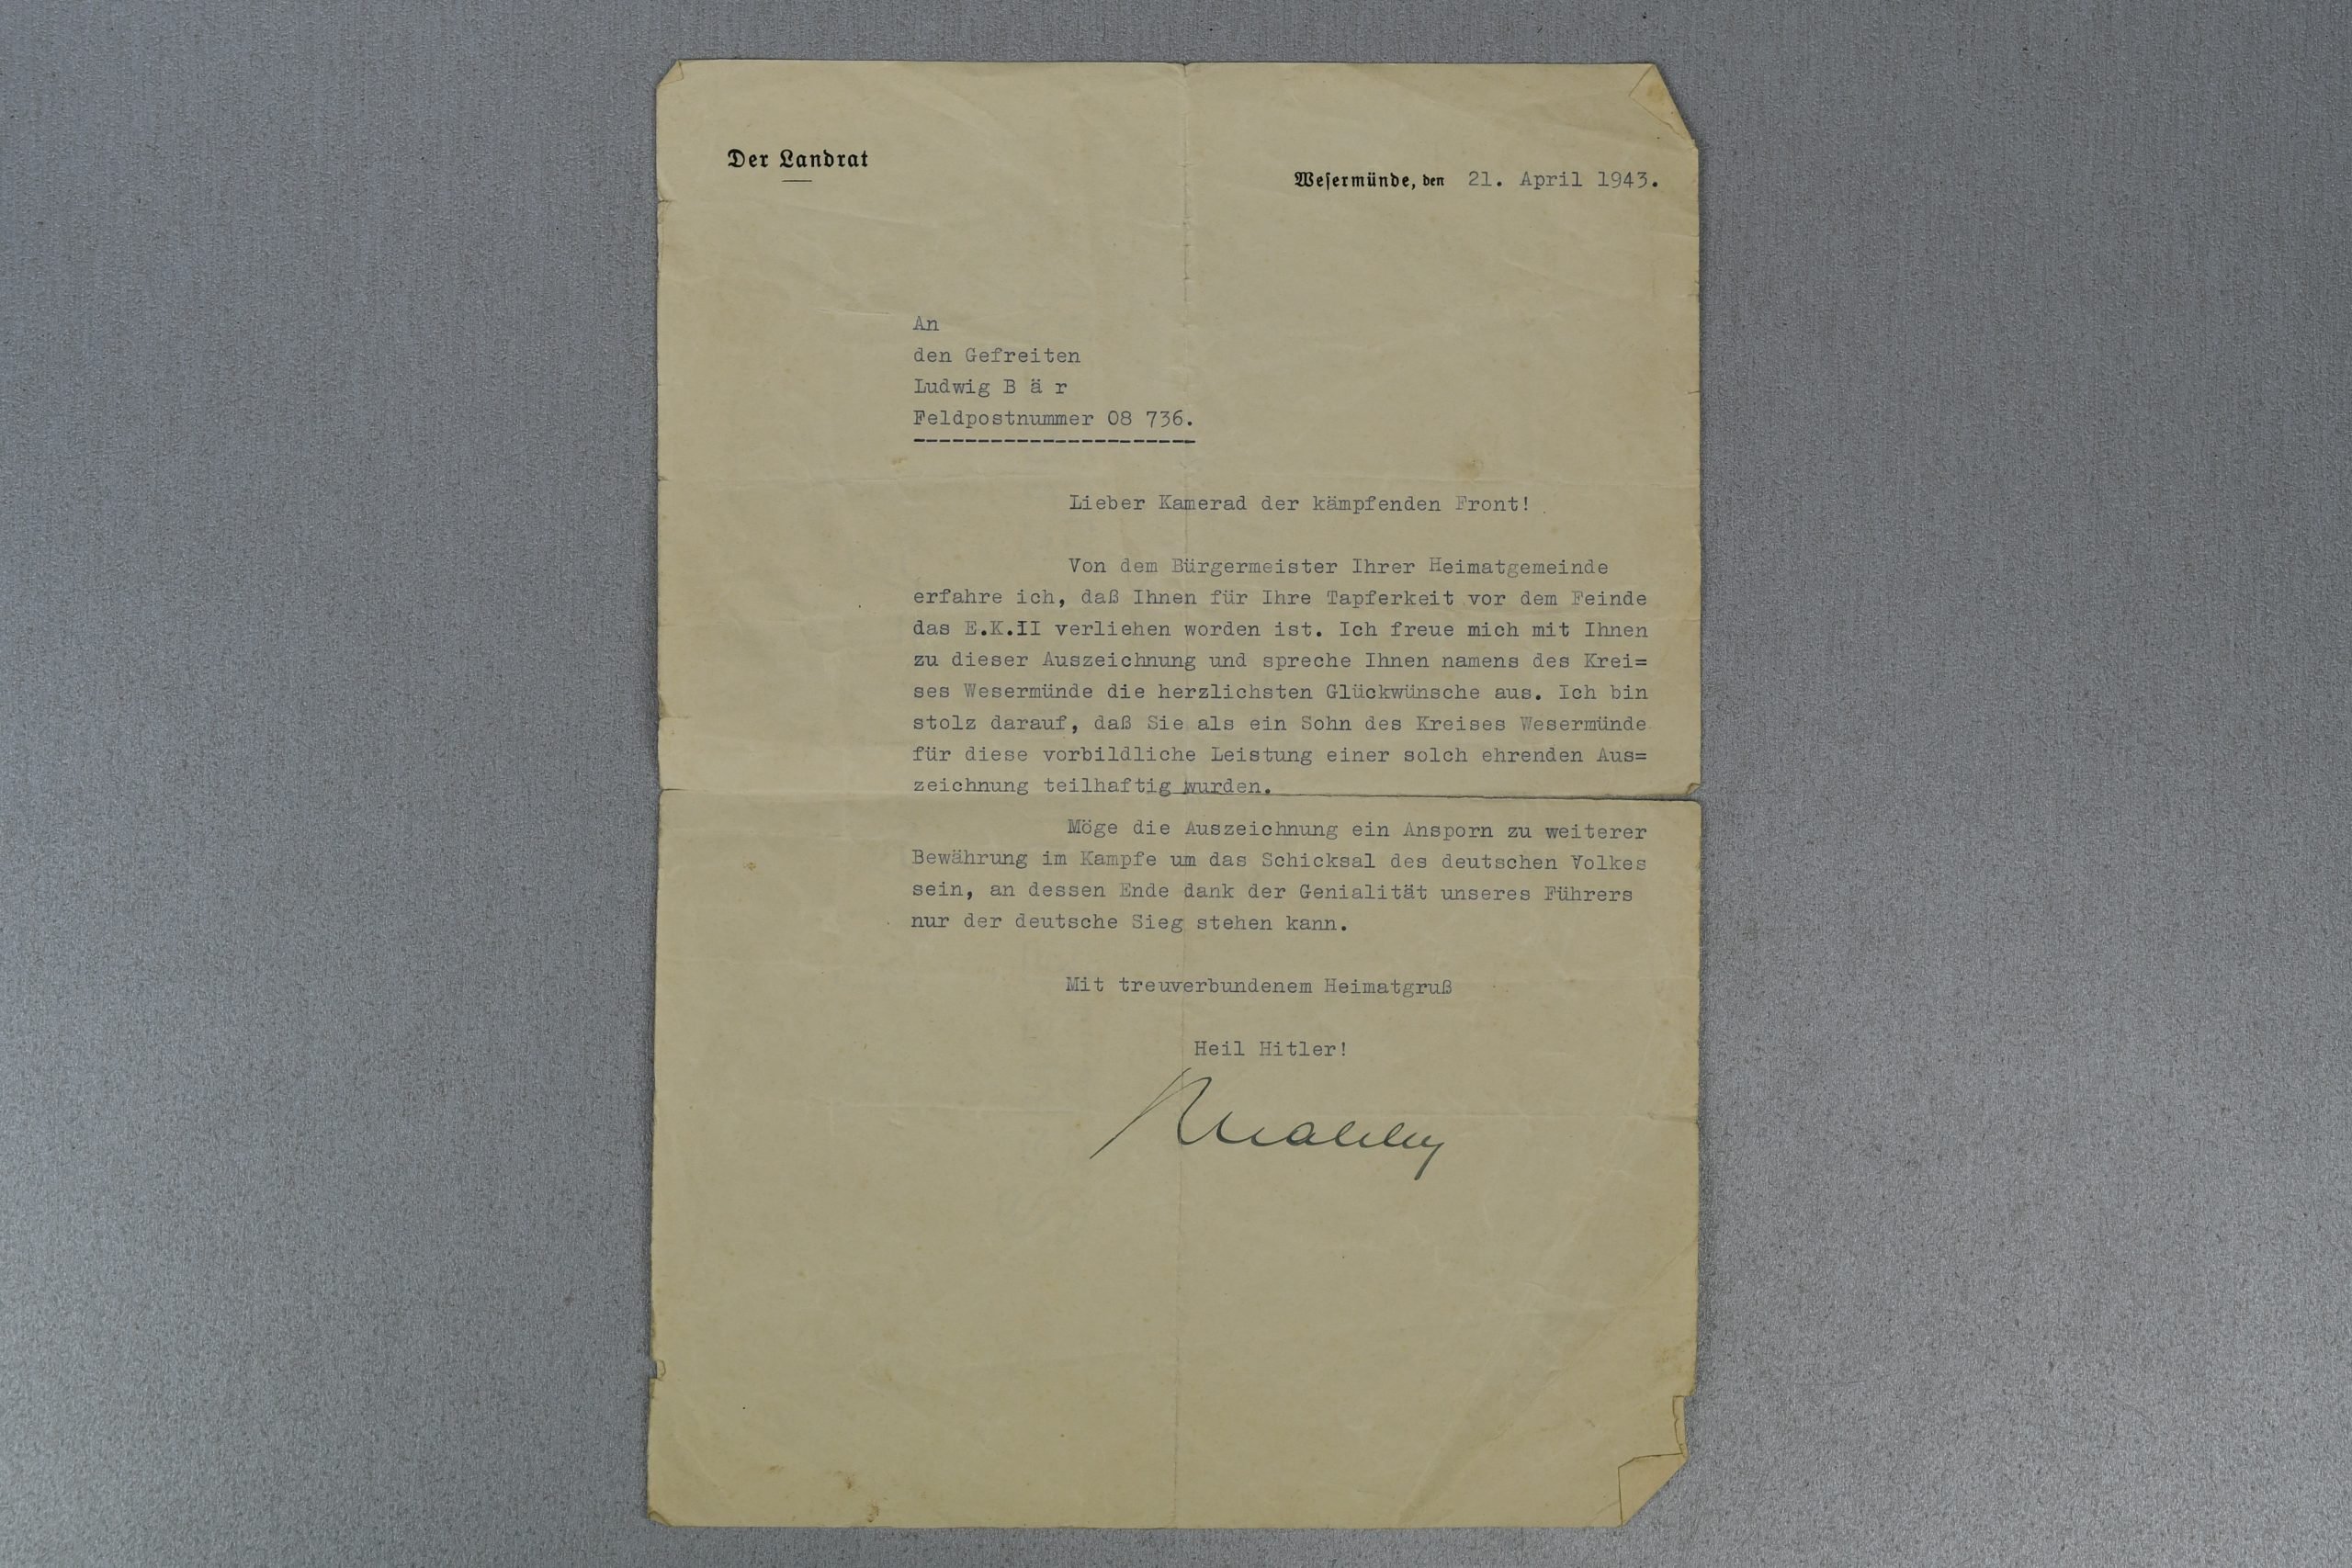 Der Landrat
Wesermünde, den 21. April 1943.
An
den Gefreiten
Ludwig B ä r
Feldpostnummer 08 736.
Lieber Kamerad der kämpfenden Front!
Von dem Bürgermeister Ihrer Heimatgemeinde
erfahre ich, daß Ihnen für Ihre Tapferkeit vor dem Feinde
das E.K.II verliehen worden ist. Ich freue mich mit Ihnen
zu dieser Auszeichnung und spreche Ihnen namens des Krei=
ses Wesermünde die herzlichsten Glückwünsche aus. Ich bin
stolz darauf, daß Sie als ein Sohn des Kreises Wesermünde
für diese vorbildliche Leistung einer solch ehrenden Aus=
zeichnung teilhaftig wurden.
Möge die Auszeichnung ein Ansporn zu weiterer
Bewährung im Kampfe um das Schicksal des deutschen Volkes
sein, an dessen Ende dank der Genialität unseres Führers
nur der deutsche Sieg stehen kann.
Mit treuverbundenem Heimatgruß
Heil Hitler!